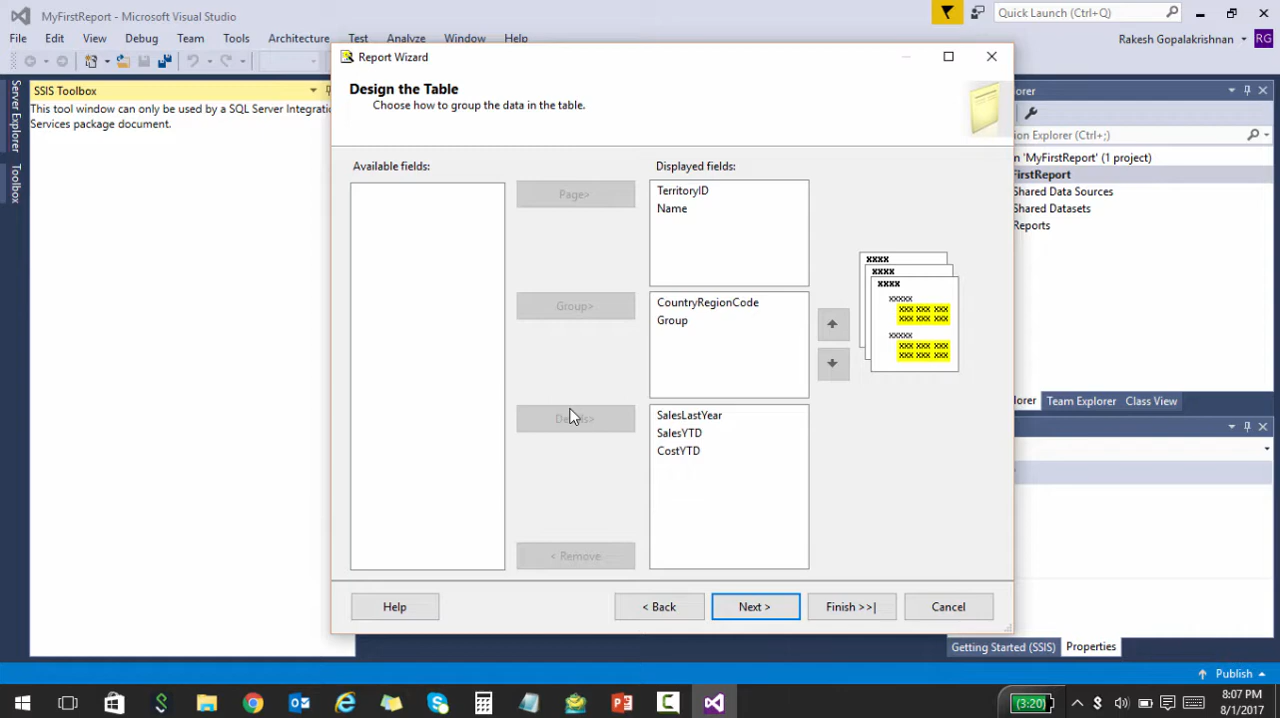 MyFirstReport - Microsoft Visual Studio
Quick Launch (Ctrl+Q)
File Edit View Project Debug Team Tools Architecture Test Analyze Window Help
Rakesh Gopalakrishnan RG
Report Wizard
Server Explorer
Toolbox
SSIS Toolbox
This tool window can only be used by a SQL Server Integratio
Services package document.
Design the Table
Choose how to group the data in the table.
Available fields:
Displayed fields:
Page>
TerritoryID
Name
Group>
CountryRegionCode
Group
SalesLastYear
SalesYTD
CostYTD
< Remove
xxxx
xxxx
xxxx
xxxxx
xxx xxx xxx
xxx xxx xxx
xxxxx
xxx xxx xxx
xxx xxx xxx
Help
< Back
Next >
Finish >>|
Cancel
orer
ion Explorer (Ctrl+;)
n 'MyFirstReport' (1 project)
FirstReport
Shared Data Sources
Shared Datasets
Reports
lorer Team Explorer Class View
Getting Started (SSIS) Properties
Publish
(3:20)
8:07 PM
8/1/2017